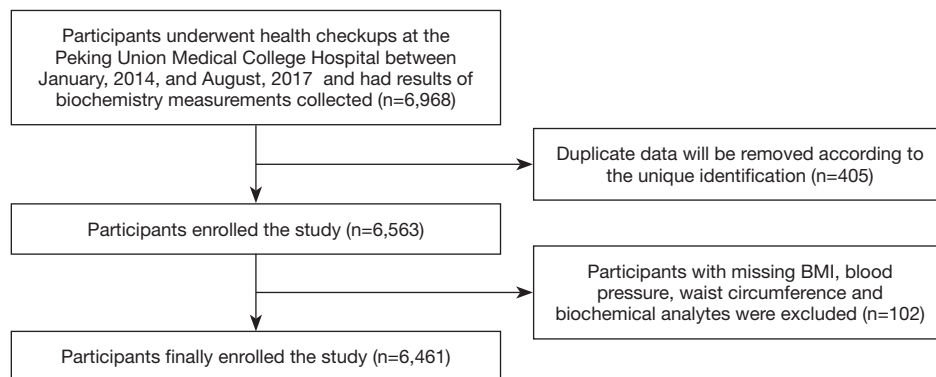 Participants underwent health checkups at the
Peking Union Medical College Hospital between
January, 2014, and August, 2017 and had results of
biochemistry measurements collected (n=6,968)
Duplicate data will be removed according to
the unique identification (n=405)
Participants enrolled the study (n=6,563)
Participants with missing BMI, blood
pressure, waist circumference and
biochemical analytes were excluded (n=102)
Participants finally enrolled the study (n=6,461)